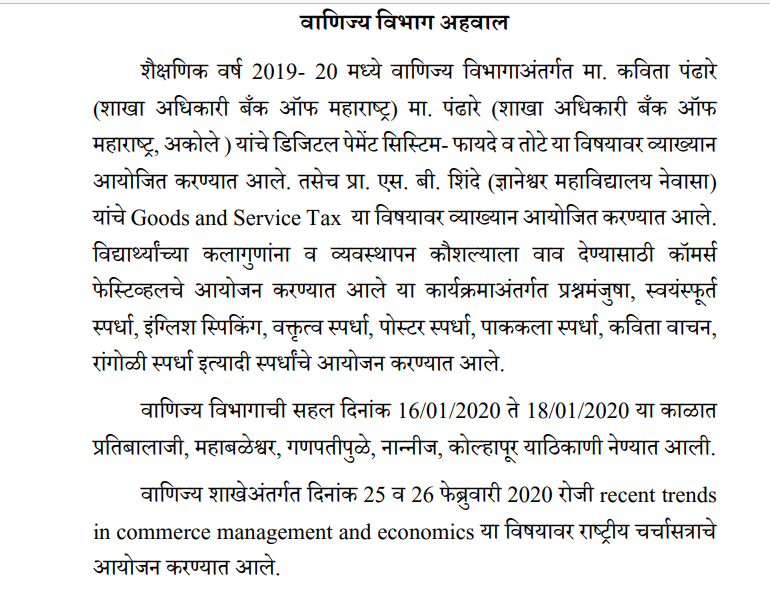 वाणिज्य विभाग अहवाल
शैक्षणिक वर्ष 2019- 20 मध्ये वाणिज्य विभागाअंतर्गत मा. कविता पंढारे
(शाखा अधिकारी बँक ऑफ महाराष्ट्र) मा. पंढारे (शाखा अधिकारी बँक ऑफ
महाराष्ट्र, अकोले ) यांचे डिजिटल पेमेंट सिस्टिम- फायदे व तोटे या विषयावर व्याख्यान
आयोजित करण्यात आले. तसेच प्रा. एस. बी. शिंदे (ज्ञानेश्वर महाविद्यालय नेवासा)
यांचे Goods and Service Tax या विषयावर व्याख्यान आयोजित करण्यात आले.
विद्यार्थ्यांच्या कलागुणांना व व्यवस्थापन कौशल्याला वाव देण्यासाठी कॉमर्स
फेस्टिव्हलचे आयोजन करण्यात आले या कार्यक्रमाअंतर्गत प्रश्नमंजुषा, स्वयंस्फूर्त
स्पर्धा, इंग्लिश स्पिकिंग, वक्तृत्व स्पर्धा, पोस्टर स्पर्धा, पाककला स्पर्धा, कविता वाचन,
रांगोळी स्पर्धा इत्यादी स्पर्धांचे आयोजन करण्यात आले.
वाणिज्य विभागाची सहल दिनांक 16/01/2020 ते 18/01/2020 या काळात
प्रतिबालाजी, महाबळेश्वर, गणपतीपुळे, नान्नीज, कोल्हापूर याठिकाणी नेण्यात आली.
वाणिज्य शाखेअंतर्गत दिनांक 25 व 26 फेब्रुवारी 2020 रोजी recent trends
in commerce management and economics या विषयावर राष्ट्रीय चर्चासत्राचे
आयोजन करण्यात आले.